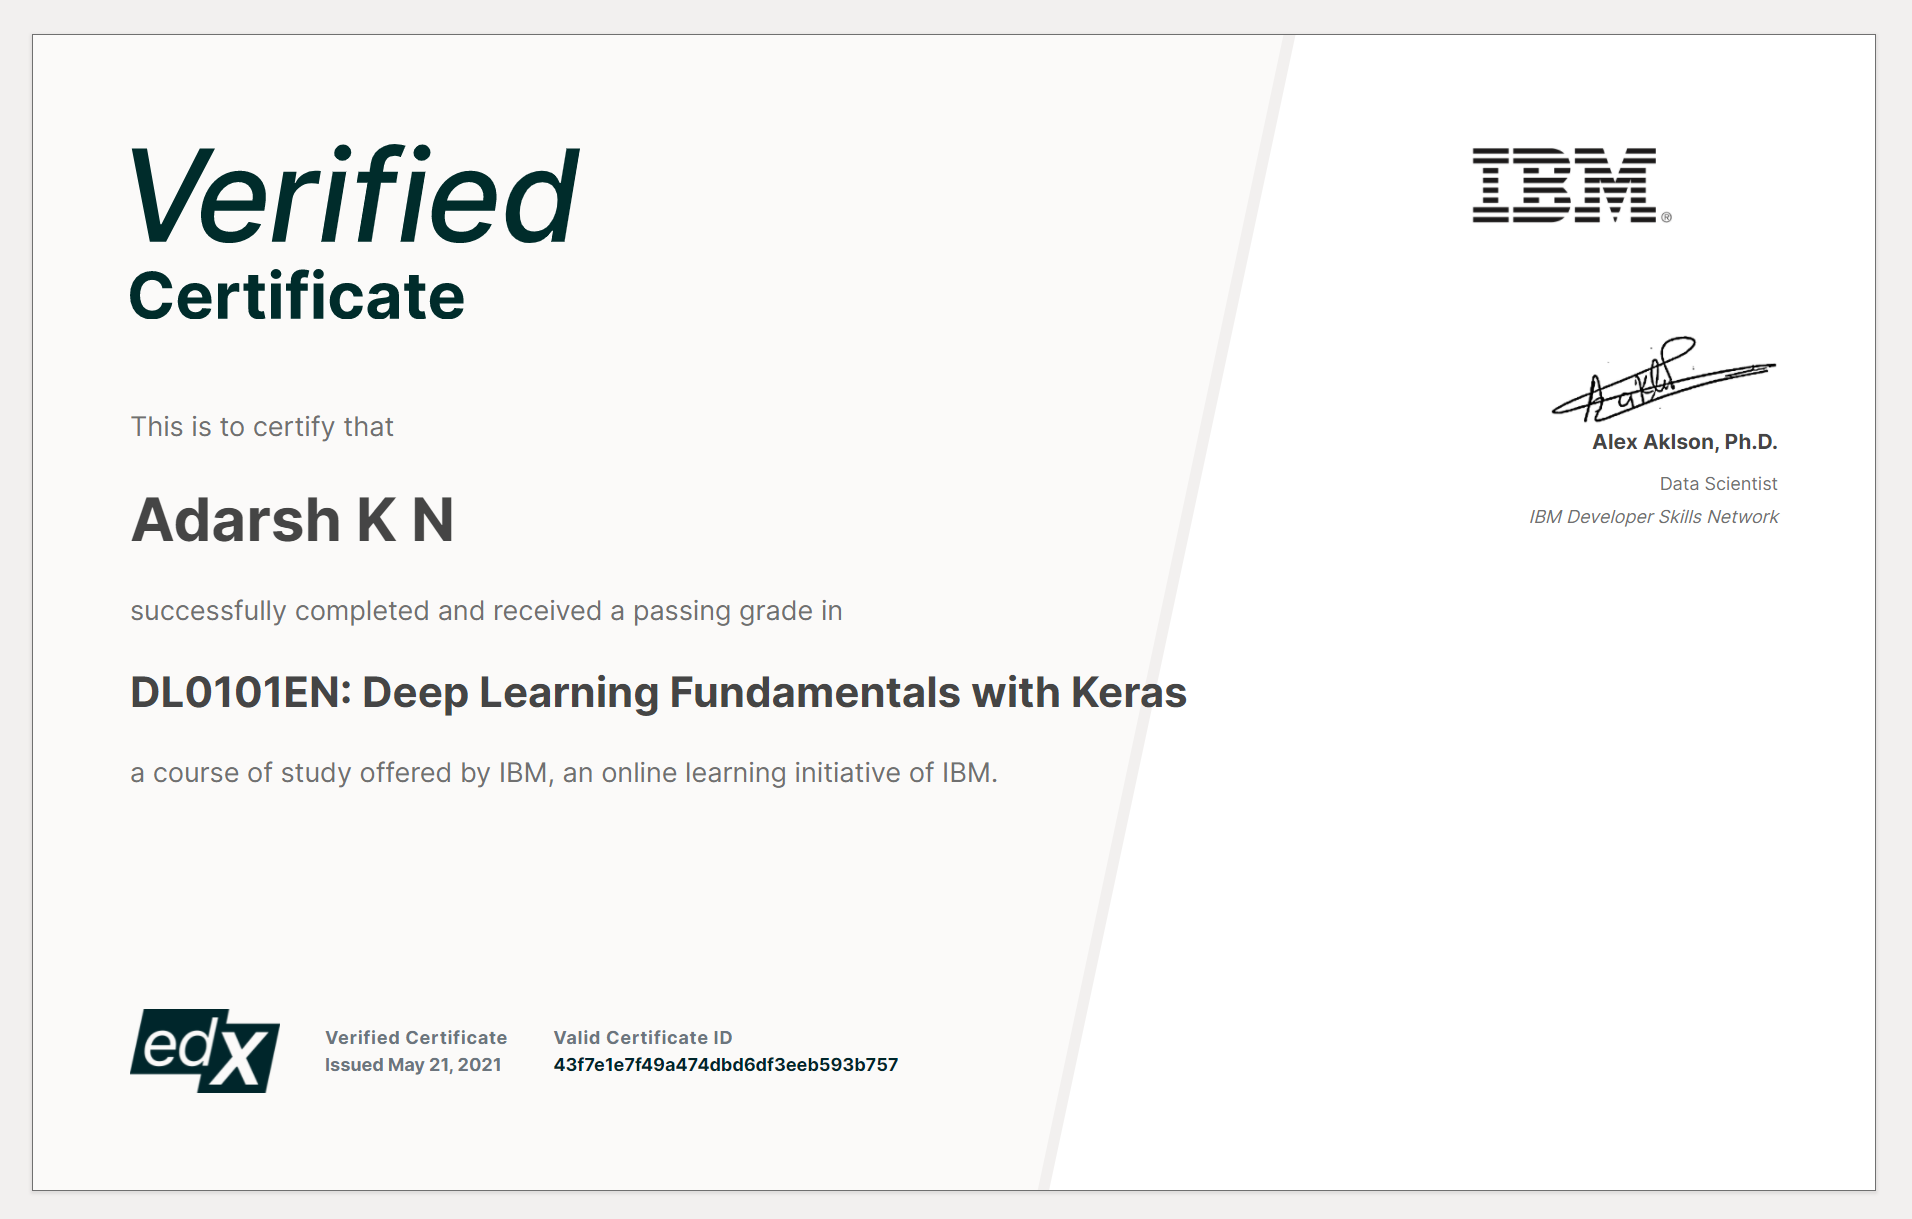 Verified
Certificate
This is to certify that
Adarsh K N
successfully completed and received a passing grade in
DL0101EN: Deep Learning Fundamentals with Keras
a course of study offered by IBM, an online learning initiative of IBM.
edX
Verified Certificate
Issued May 21, 2021
Valid Certificate ID
43f7e1e7f49a474dbd6df3eeb593b757
IBM®
Alex Aklson, Ph.D.
Data Scientist
IBM Developer Skills Network